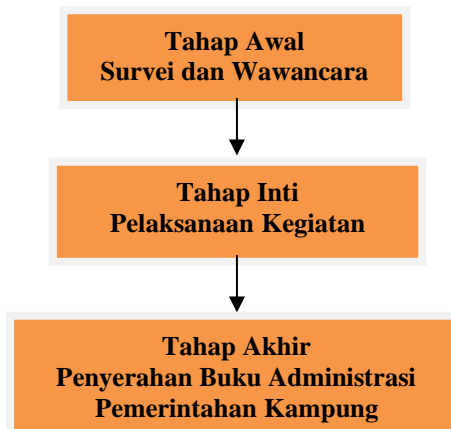 Tahap Awal
Survei dan Wawancara
Tahap Inti
Pelaksanaan Kegiatan
Tahap Akhir
Penyerahan Buku Administrasi
Pemerintahan Kampung